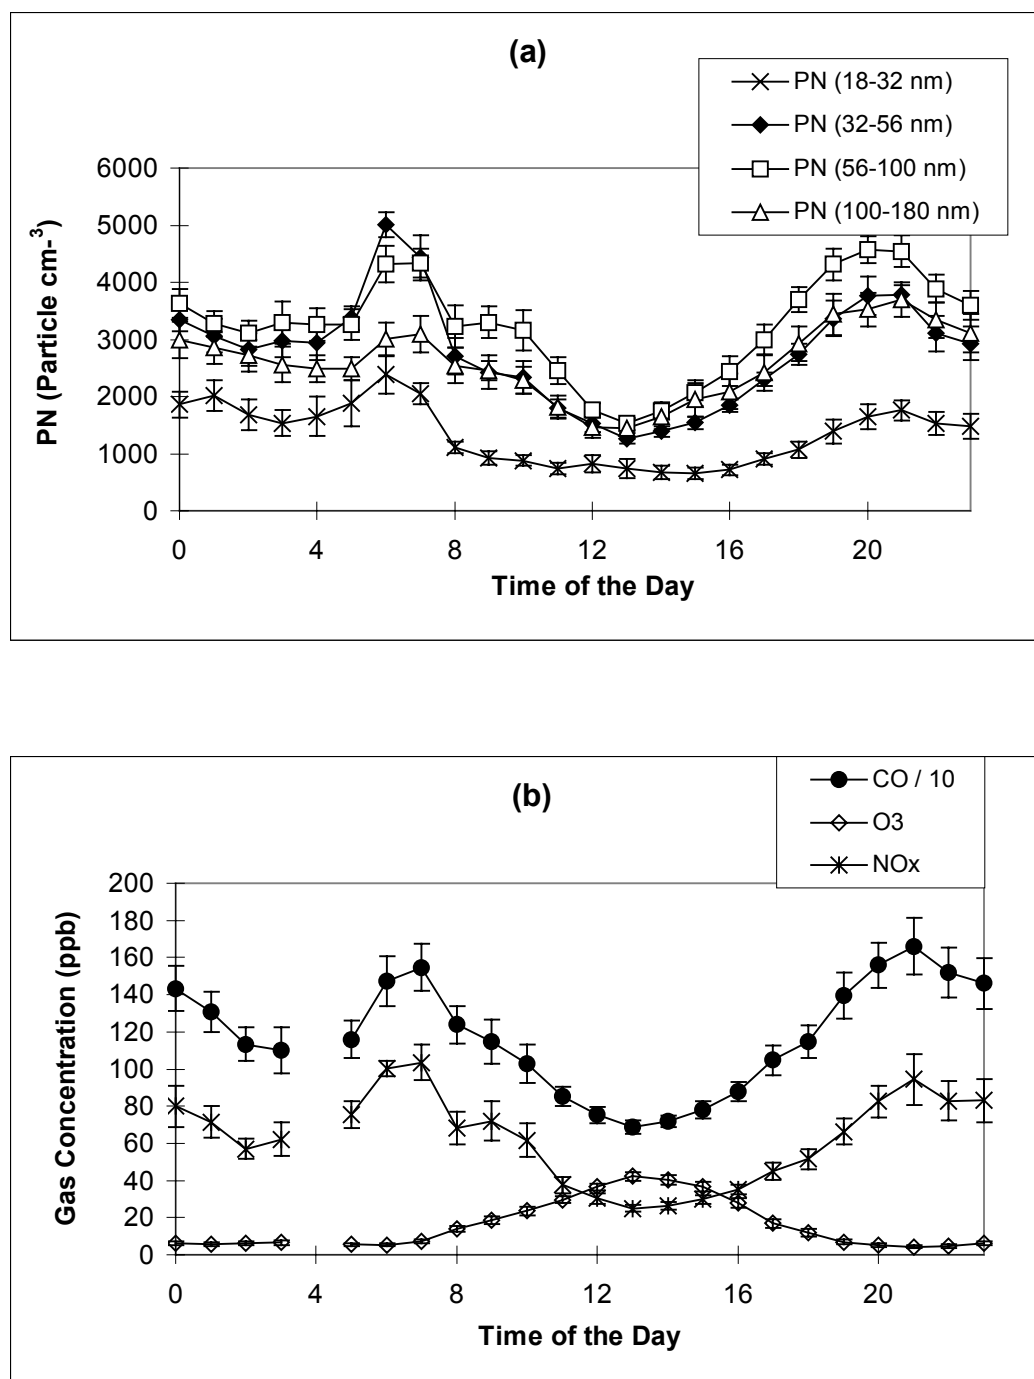 (a)
PN (18-32 nm)
PN (32-56 nm)
PN (56-100 nm)
PN (100-180 nm)
PN (Particle cm-³)
6000
5000
4000
3000
2000
1000
0
0 4 8 12 16 20
Time of the Day
(b)
CO / 10
O3
NOx
Gas Concentration (ppb)
200
180
160
140
120
100
80
60
40
20
0
0 4 8 12 16 20
Time of the Day